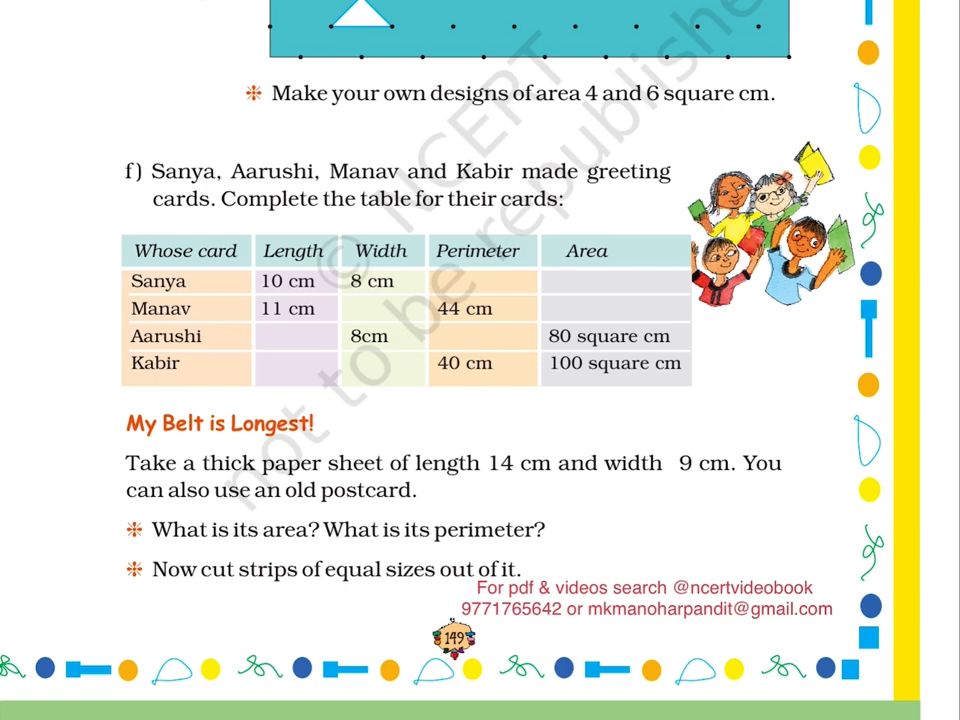 Make your own designs of area 4 and 6 square cm.
f) Sanya, Aarushi, Manav and Kabir made greeting
cards. Complete the table for their cards:
Whose card Length Width Perimeter Area
Sanya 10 cm 8 cm
Manav 11 cm 44 cm
Aarushi 8cm 80 square cm
Kabir 40 cm 100 square cm
My Belt is Longest!
Take a thick paper sheet of length 14 cm and width 9 cm. You
can also use an old postcard.
What is its area? What is its perimeter?
Now cut strips of equal sizes out of it.
For pdf & videos search @ncertvideobook
9771765642 or mkmanoharpandit@gmail.com
149
© NCERT
not to be republished